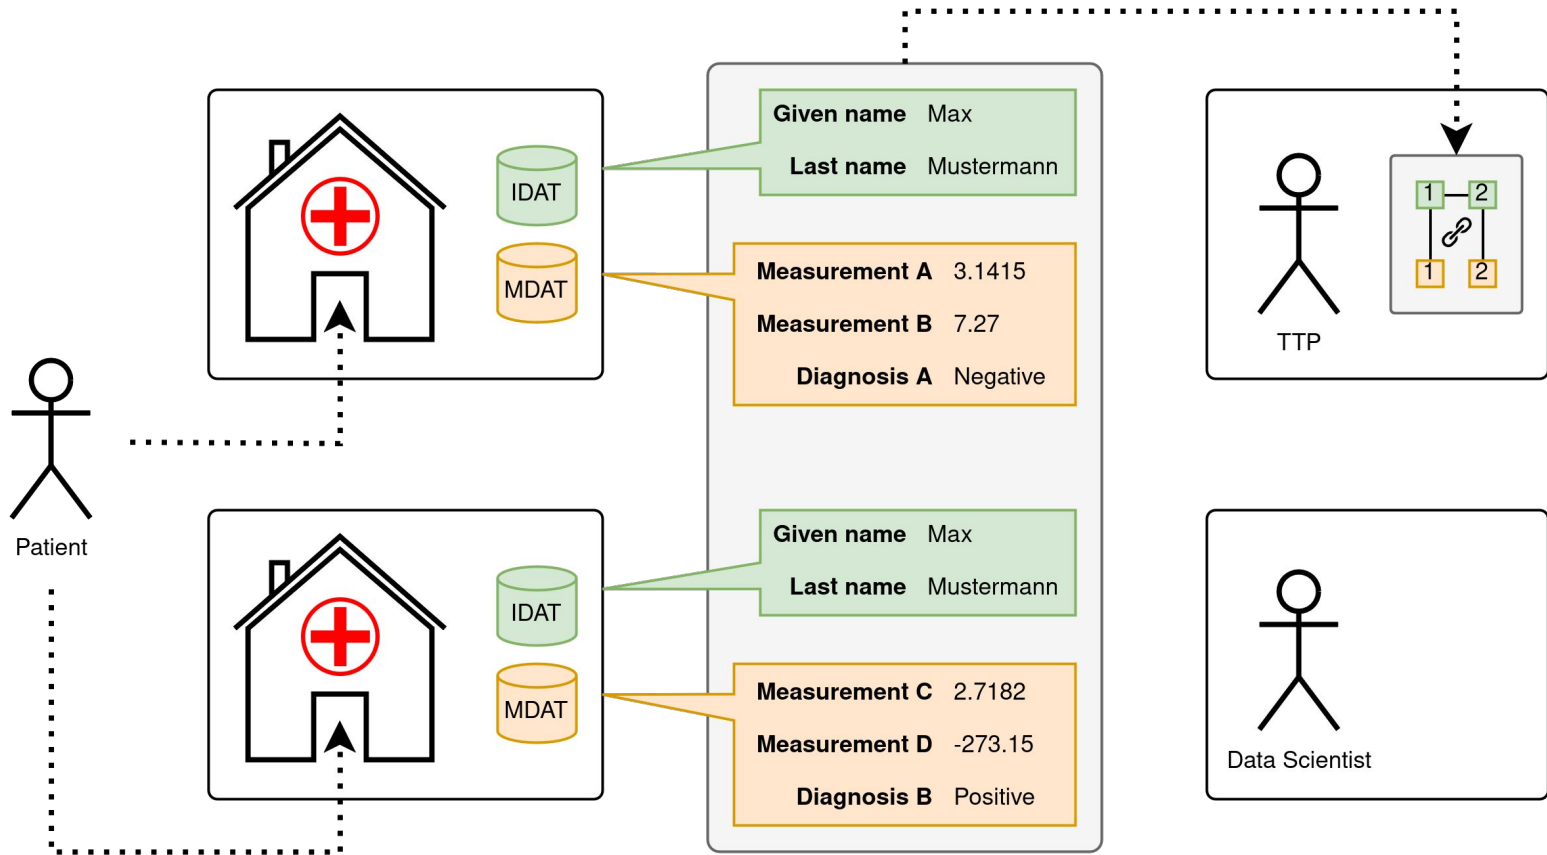 Given name Max
Last name Mustermann
IDAT
MDAT
Measurement A 3.1415
Measurement B 7.27
Diagnosis A Negative
1 2
1 2
TTP
Patient
Given name Max
Last name Mustermann
IDAT
MDAT
Measurement C 2.7182
Measurement D -273.15
Diagnosis B Positive
Data Scientist